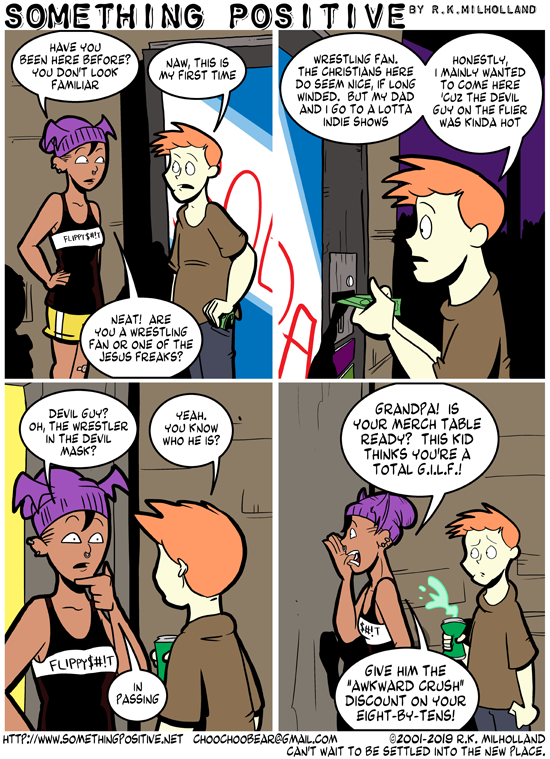 SOMETHING POSITIVE BY R.K.MILHOLLAND
HAVE YOU
BEEN HERE BEFORE?
YOU DON'T LOOK
FAMILIAR
NAW, THIS IS
MY FIRST TIME
FLIPPY$#!T
NEAT! ARE
YOU A WRESTLING
FAN OR ONE OF THE
JESUS FREAKS?
WRESTLING FAN.
THE CHRISTIANS HERE
DO SEEM NICE, IF LONG
WINDED. BUT MY DAD
AND I GO TO A LOTTA
INDIE SHOWS
HONESTLY,
I MAINLY WANTED
TO COME HERE
'CUZ THE DEVIL
GUY ON THE FLIER
WAS KINDA HOT
DEVIL GUY?
OH, THE WRESTLER
IN THE DEVIL
MASK?
YEAH.
YOU KNOW
WHO HE IS?
FLIPPY$#!T
IN
PASSING
GRANDPA! IS
YOUR MERCH TABLE
READY? THIS KID
THINKS YOU'RE A
TOTAL G.I.L.F.!
$#!T
GIVE HIM THE
"AWKWARD CRUSH"
DISCOUNT ON YOUR
EIGHT-BY-TENS!
HTTP://WWW.SOMETHINGPOSITIVE.NET CHOOCHOOBEAR@GMAIL.COM ©2001-2019 R.K. MILHOLLAND
CAN'T WAIT TO BE SETTLED INTO THE NEW PLACE.